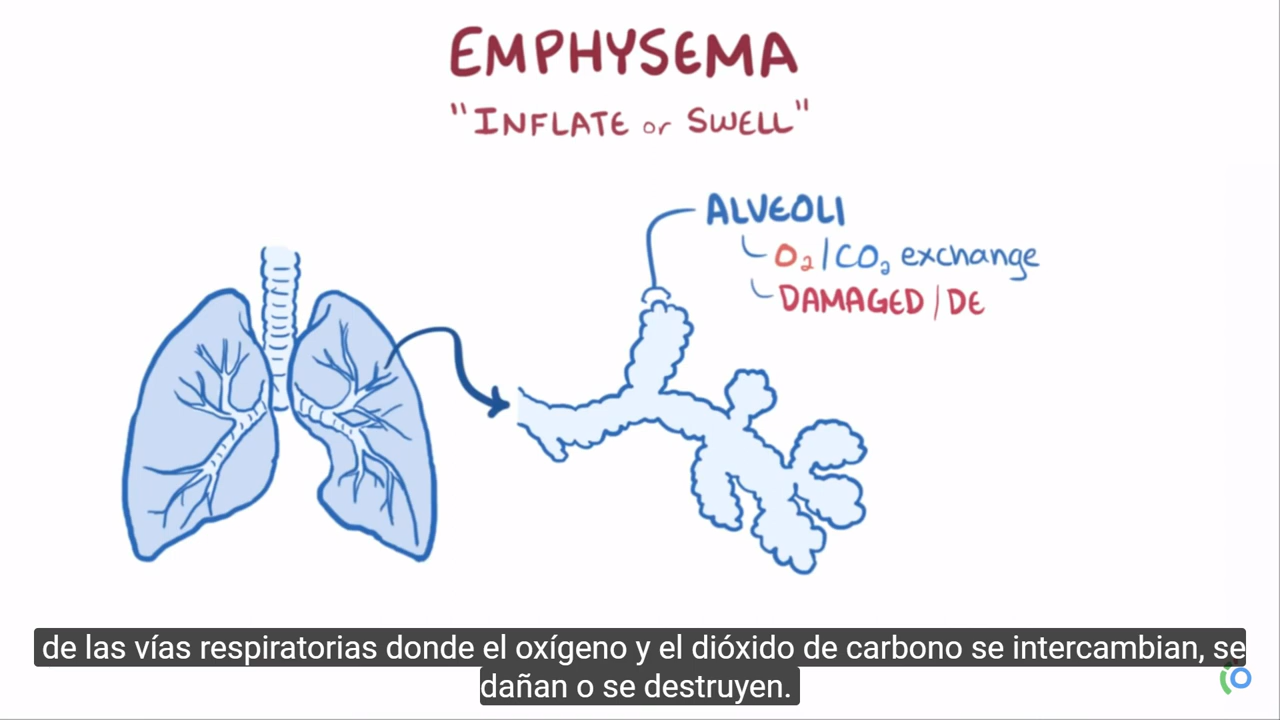 EMPHYSEMA
"INFLATE or SWELL"
ALVEOLI
O₂/CO₂ exchange
DAMAGED/DE
de las vías respiratorias donde el oxígeno y el dióxido de carbono se intercambian, se
dañan o se destruyen.